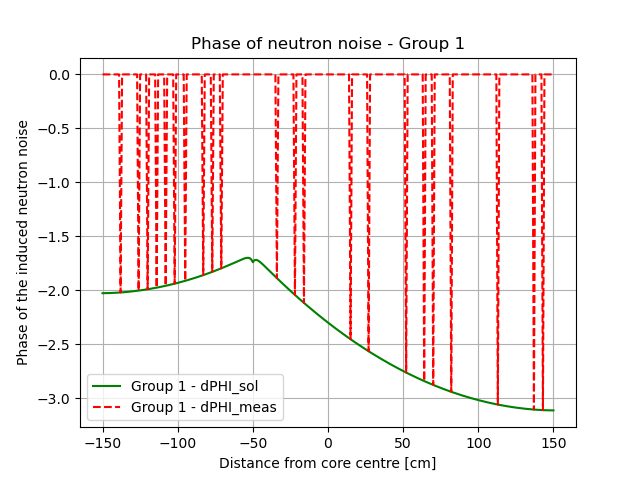 Phase of neutron noise - Group 1
Phase of the induced neutron noise
0.0
−0.5
−1.0
−1.5
−2.0
−2.5
−3.0
Group 1 - dPHI_sol
Group 1 - dPHI_meas
−150
−100
−50
0
50
100
150
Distance from core centre [cm]